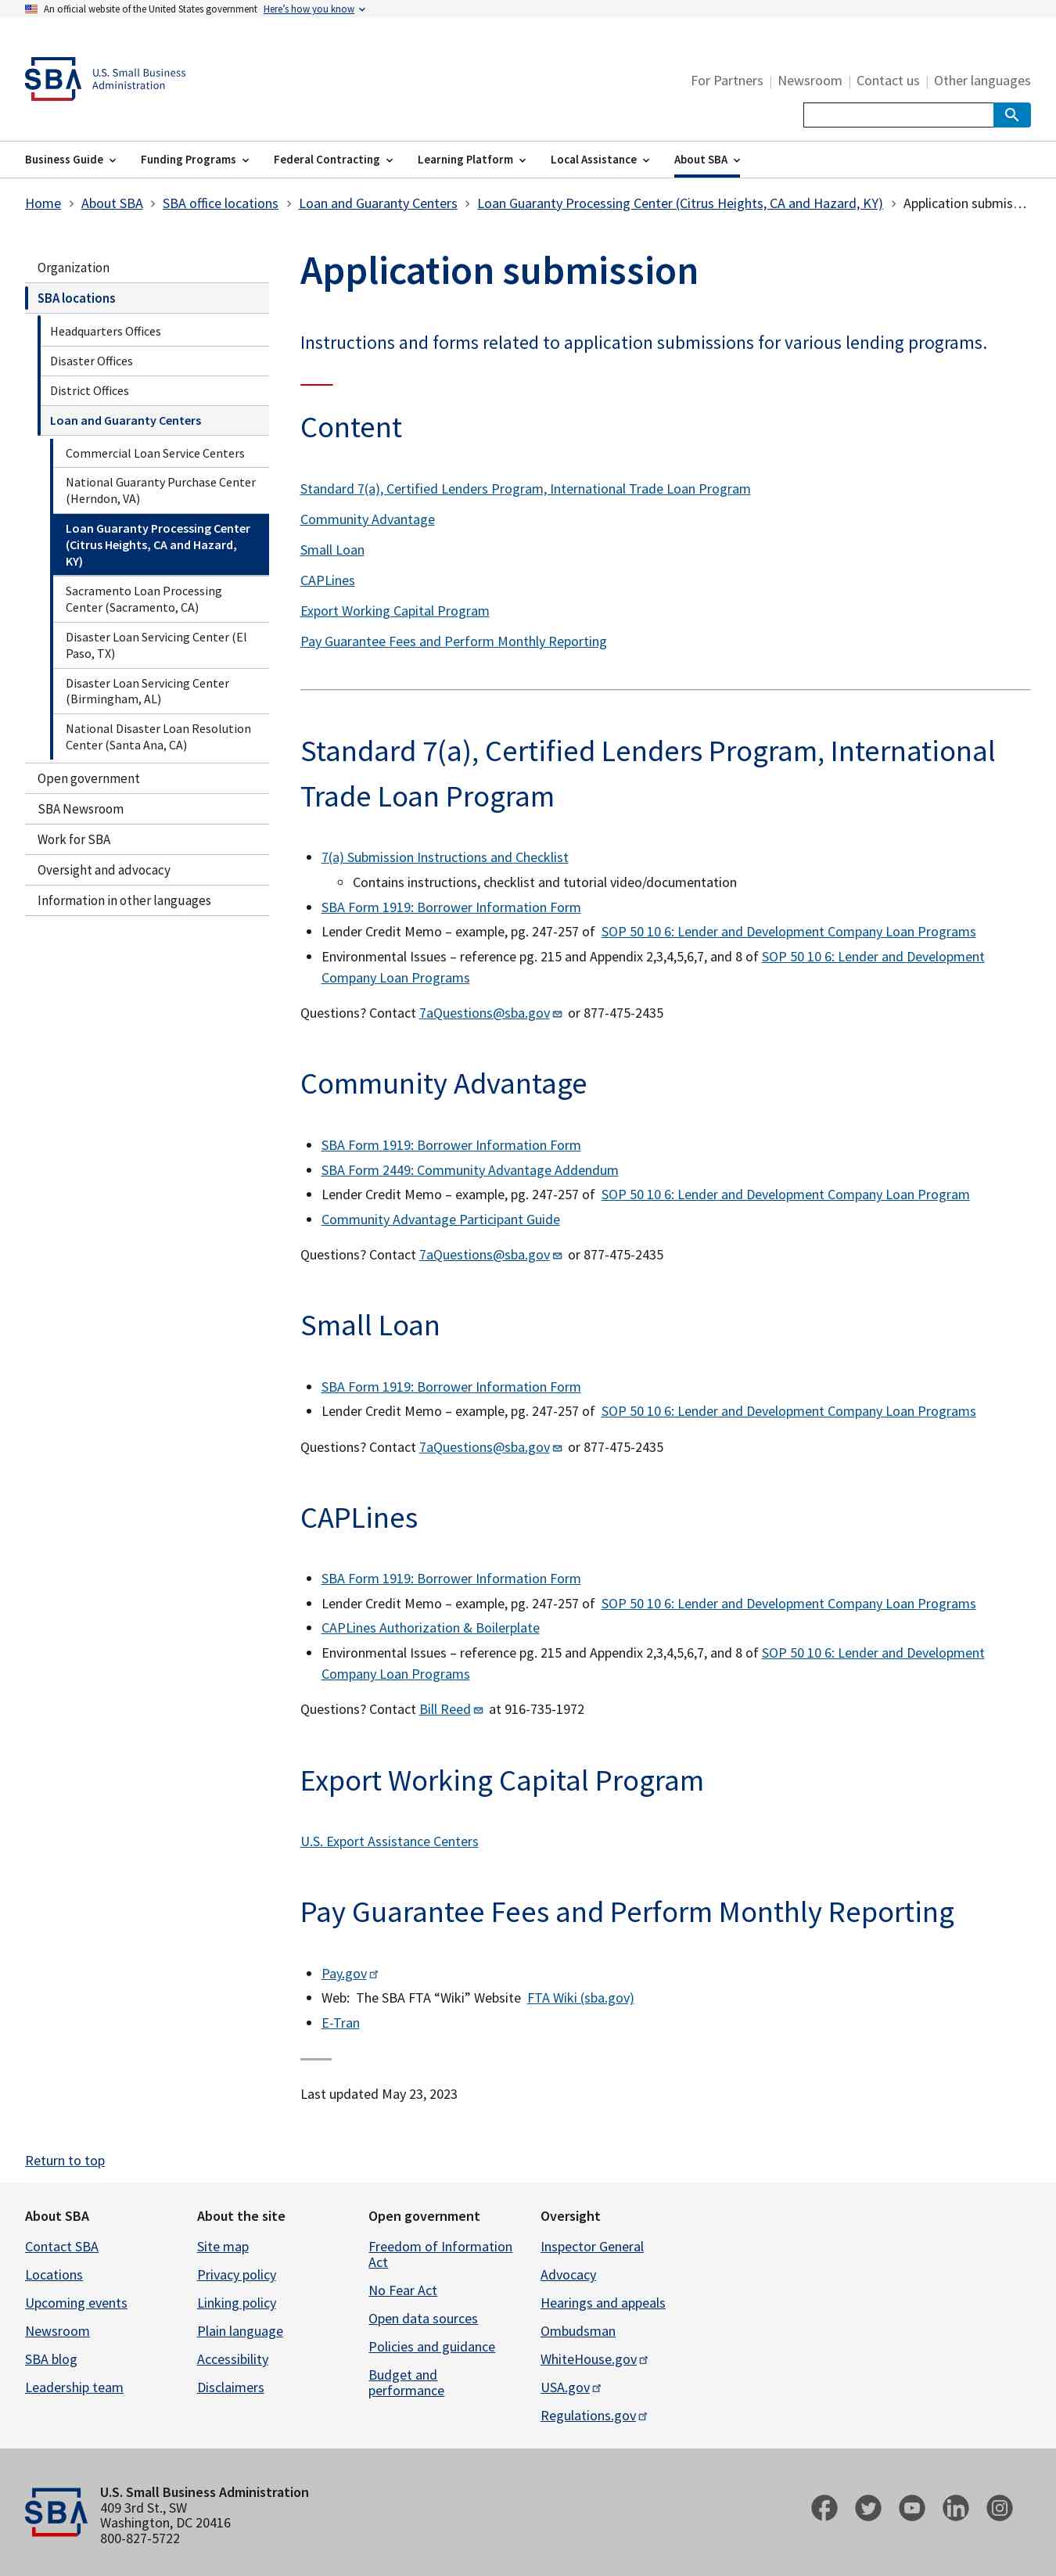 An official website of the United States government Here’s how you know
SBA U.S. Small Business
Administration
For Partners | Newsroom | Contact us | Other languages
Business Guide Funding Programs Federal Contracting Learning Platform Local Assistance About SBA
Home About SBA SBA office locations Loan and Guaranty Centers Loan Guaranty Processing Center (Citrus Heights, CA and Hazard, KY) Application submis…
Organization
SBA locations
Headquarters Offices
Disaster Offices
District Offices
Loan and Guaranty Centers
Commercial Loan Service Centers
National Guaranty Purchase Center
(Herndon, VA)
Loan Guaranty Processing Center
(Citrus Heights, CA and Hazard,
KY)
Sacramento Loan Processing
Center (Sacramento, CA)
Disaster Loan Servicing Center (El
Paso, TX)
Disaster Loan Servicing Center
(Birmingham, AL)
National Disaster Loan Resolution
Center (Santa Ana, CA)
Open government
SBA Newsroom
Work for SBA
Oversight and advocacy
Information in other languages
Application submission
Instructions and forms related to application submissions for various lending programs.
Content
Standard 7(a), Certified Lenders Program, International Trade Loan Program
Community Advantage
Small Loan
CAPLines
Export Working Capital Program
Pay Guarantee Fees and Perform Monthly Reporting
Standard 7(a), Certified Lenders Program, International
Trade Loan Program
7(a) Submission Instructions and Checklist
Contains instructions, checklist and tutorial video/documentation
SBA Form 1919: Borrower Information Form
Lender Credit Memo – example, pg. 247-257 of SOP 50 10 6: Lender and Development Company Loan Programs
Environmental Issues – reference pg. 215 and Appendix 2,3,4,5,6,7, and 8 of SOP 50 10 6: Lender and Development
Company Loan Programs
Questions? Contact 7aQuestions@sba.gov or 877-475-2435
Community Advantage
SBA Form 1919: Borrower Information Form
SBA Form 2449: Community Advantage Addendum
Lender Credit Memo – example, pg. 247-257 of SOP 50 10 6: Lender and Development Company Loan Program
Community Advantage Participant Guide
Questions? Contact 7aQuestions@sba.gov or 877-475-2435
Small Loan
SBA Form 1919: Borrower Information Form
Lender Credit Memo – example, pg. 247-257 of SOP 50 10 6: Lender and Development Company Loan Programs
Questions? Contact 7aQuestions@sba.gov or 877-475-2435
CAPLines
SBA Form 1919: Borrower Information Form
Lender Credit Memo – example, pg. 247-257 of SOP 50 10 6: Lender and Development Company Loan Programs
CAPLines Authorization & Boilerplate
Environmental Issues – reference pg. 215 and Appendix 2,3,4,5,6,7, and 8 of SOP 50 10 6: Lender and Development
Company Loan Programs
Questions? Contact Bill Reed at 916-735-1972
Export Working Capital Program
U.S. Export Assistance Centers
Pay Guarantee Fees and Perform Monthly Reporting
Pay.gov
Web: The SBA FTA “Wiki” Website FTA Wiki (sba.gov)
E-Tran
Last updated May 23, 2023
Return to top
About SBA
Contact SBA
Locations
Upcoming events
Newsroom
SBA blog
Leadership team
About the site
Site map
Privacy policy
Linking policy
Plain language
Accessibility
Disclaimers
Open government
Freedom of Information
Act
No Fear Act
Open data sources
Policies and guidance
Budget and
performance
Oversight
Inspector General
Advocacy
Hearings and appeals
Ombudsman
WhiteHouse.gov
USA.gov
Regulations.gov
SBA
U.S. Small Business Administration
409 3rd St., SW
Washington, DC 20416
800-827-5722